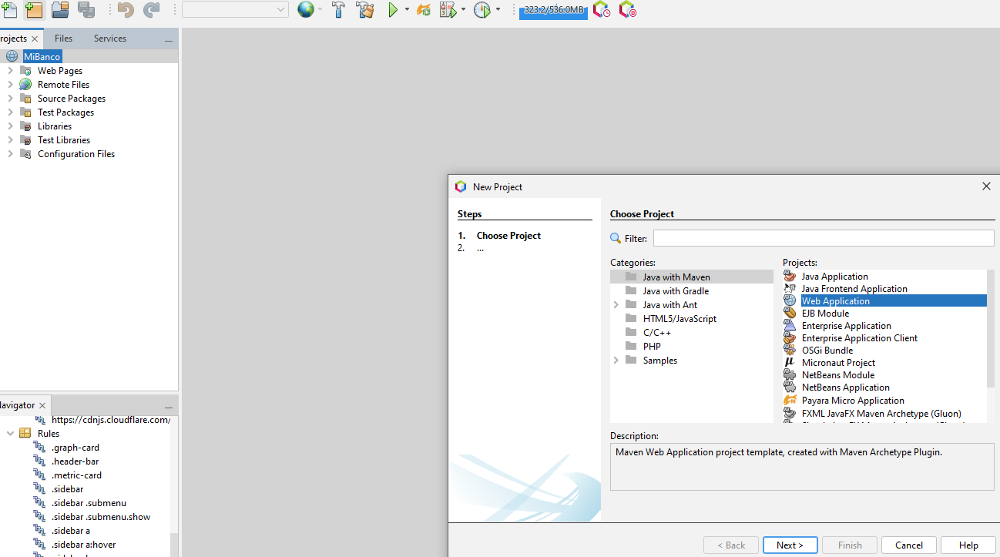 323.2/536.0MB
rojects
Files
Services
MiBanco
Web Pages
Remote Files
Source Packages
Test Packages
Libraries
Test Libraries
Configuration Files
Navigator
https://cdnjs.cloudflare.com/
Rules
.graph-card
.header-bar
.metric-card
.sidebar
.sidebar .submenu
.sidebar .submenu.show
.sidebar a
.sidebar a:hover
New Project
Steps
1. Choose Project
2. ...
Choose Project
Filter:
Categories:
Java with Maven
Java with Gradle
Java with Ant
HTML5/JavaScript
C/C++
PHP
Samples
Projects:
Java Application
Java Frontend Application
Web Application
EJB Module
Enterprise Application
Enterprise Application Client
OSGi Bundle
Micronaut Project
NetBeans Module
NetBeans Application
Payara Micro Application
FXML JavaFX Maven Archetype (Gluon)
Description:
Maven Web Application project template, created with Maven Archetype Plugin.
< Back
Next >
Finish
Cancel
Help